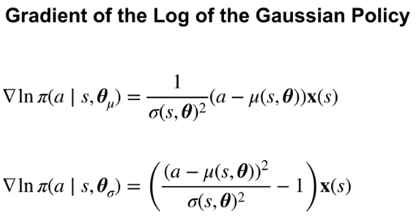 Gradient of the Log of the Gaussian Policy
∇ln π(a | s, θ_μ) = 1/σ(s, θ)² (a − μ(s, θ))x(s)
∇ln π(a | s, θ_σ) = ((a − μ(s, θ))²/σ(s, θ)² − 1)x(s)